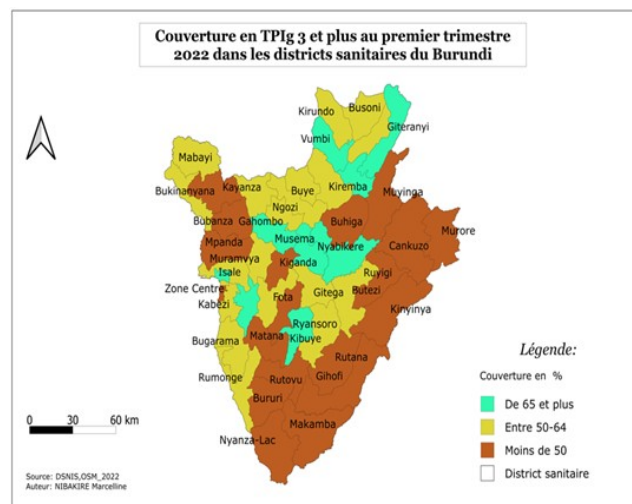 Couverture en TPIg 3 et plus au premier trimestre
2022 dans les districts sanitaires du Burundi
Kirundo
Busoni
Vumbi
Giteranyi
Mabayi
Bukinanyana
Kayanza
Buye
Kiremba
Muyinga
Ngozi
Bubanza
Gahombo
Buhiga
Murore
Musema
Mpanda
Nyabikere
Cankuzo
Muramvya
Kiganda
Isale
Ruyigi
Zone Centre
Fota
Gitega
Butezi
Kabezi
Kinyinya
Ryansoro
Matana
Kibuye
Bugarama
Rutana
Rumonge
Rutovu
Gihofi
Bururi
Makamba
Nyanza-Lac
Légende:
Couverture en %
De 65 et plus
Entre 50-64
Moins de 50
District sanitaire
0 30 60 km
Source: DSNIS,OSM_2022
Auteur: NIBAKIRE Marcelline